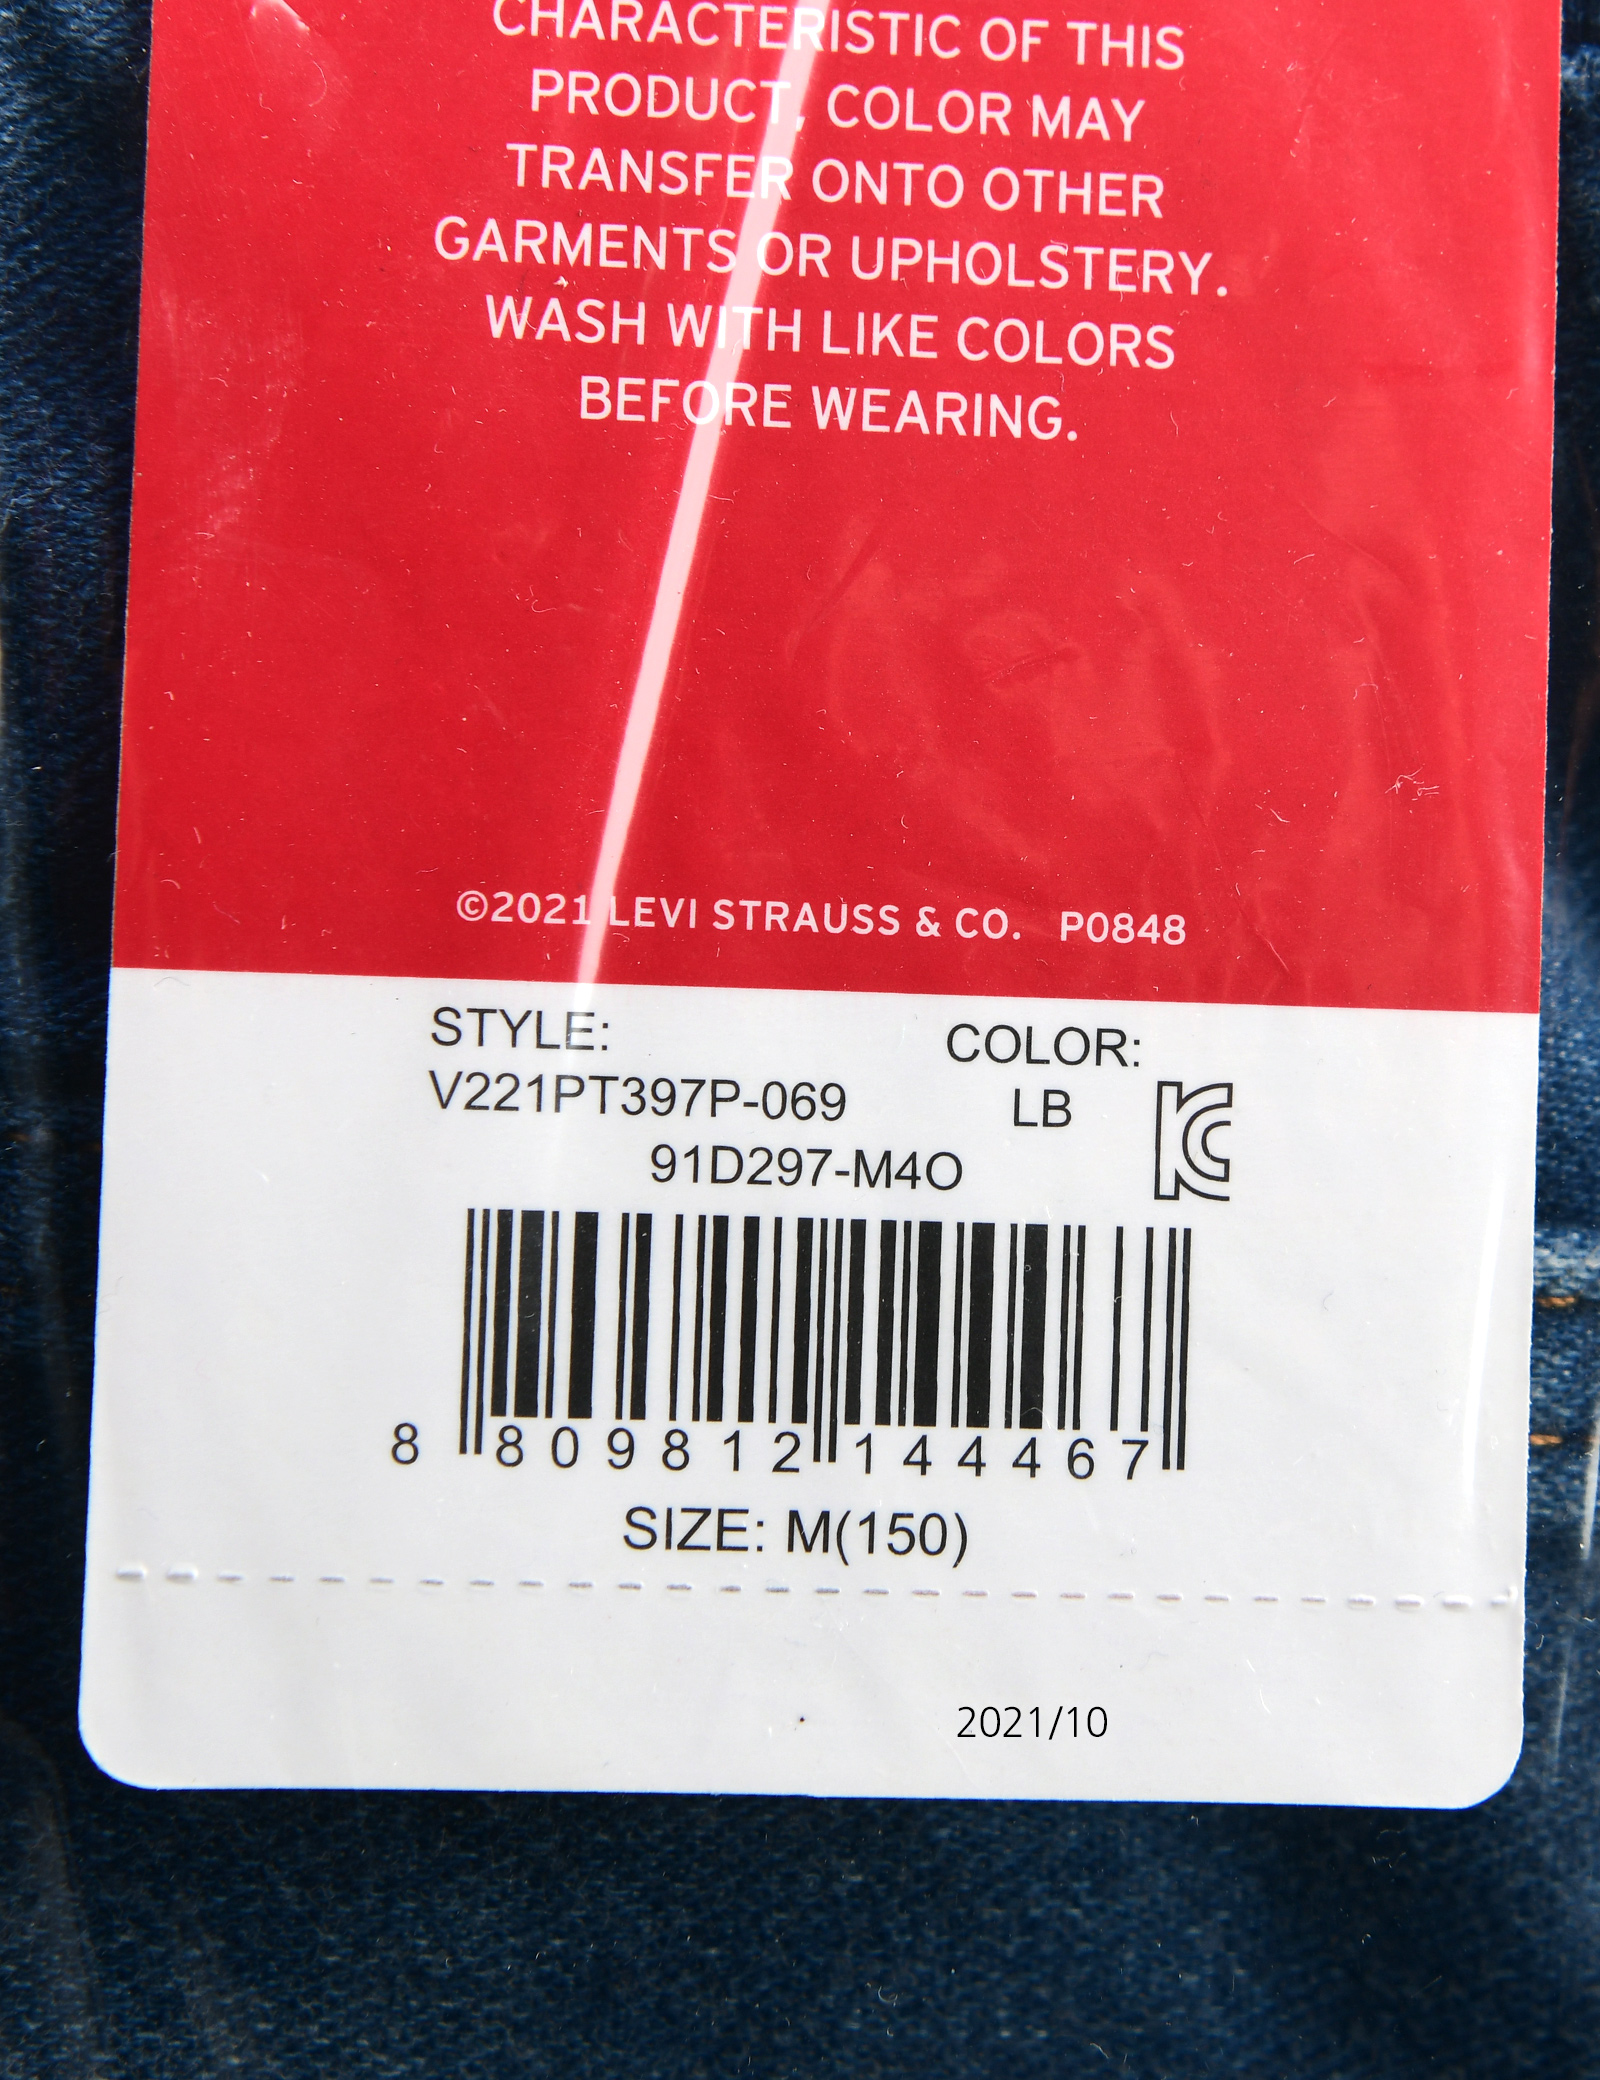 CHARACTERISTIC OF THIS
PRODUCT, COLOR MAY
TRANSFER ONTO OTHER
GARMENTS OR UPHOLSTERY.
WASH WITH LIKE COLORS
BEFORE WEARING.
©2021 LEVI STRAUSS & CO. P0848
STYLE: COLOR:
V221PT397P-069 LB
91D297-M4O
8 809812 144467
SIZE: M(150)
2021/10